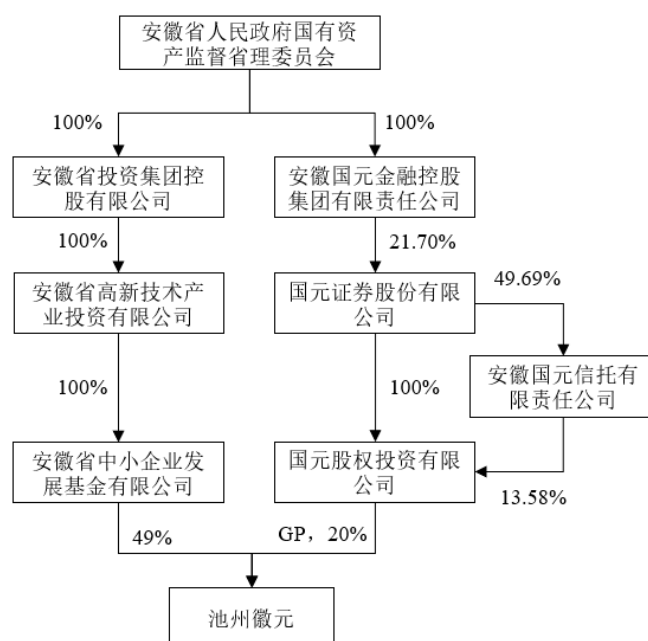 安徽省人民政府国有资
产监督省理委员会
100%
100%
安徽省投资集团控
股有限公司
安徽国元金融控股
集团有限责任公司
100%
21.70%
49.69%
安徽省高新技术产
业投资有限公司
国元证券股份有限
公司
100%
100%
安徽国元信托有
限责任公司
安徽省中小企业发
展基金有限公司
国元股权投资有限
公司
13.58%
49%
GP，20%
池州徽元